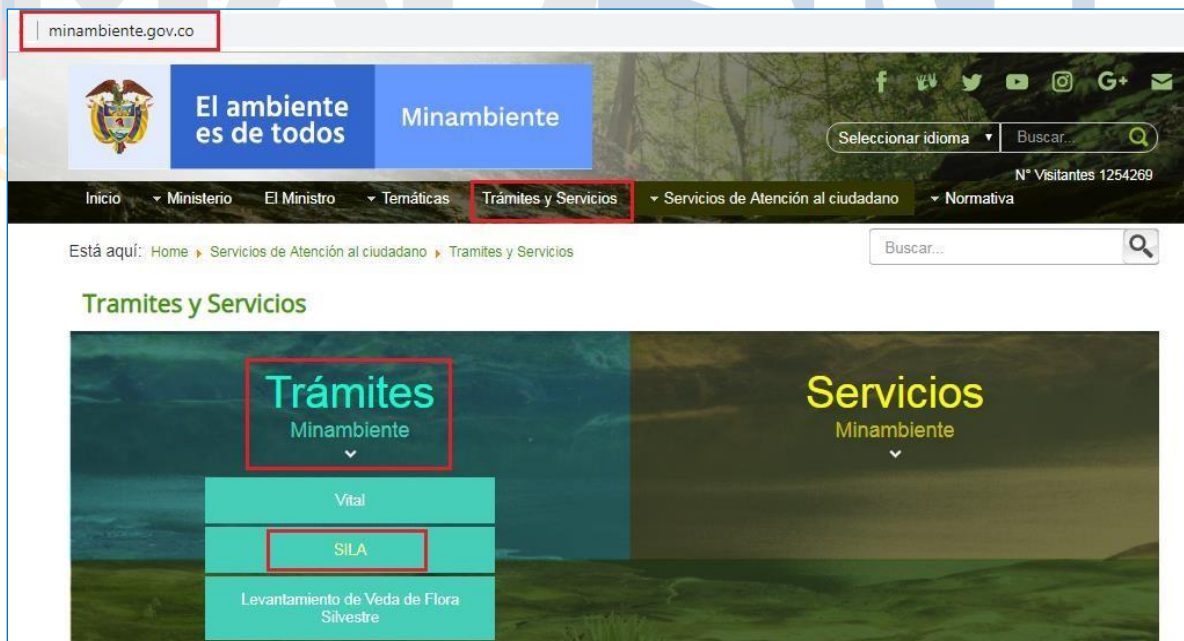 minambiente.gov.co
El ambiente
es de todos
Minambiente
G+
Seleccionar idioma
Buscar...
N° Visitantes 1254269
Inicio Ministerio El Ministro Temáticas Trámites y Servicios Servicios de Atención al ciudadano Normativa
Está aquí: Home Servicios de Atención al ciudadano Tramites y Servicios
Buscar...
Tramites y Servicios
Trámites
Minambiente
Servicios
Minambiente
Vital
SILA
Levantamiento de Veda de Flora
Silvestre